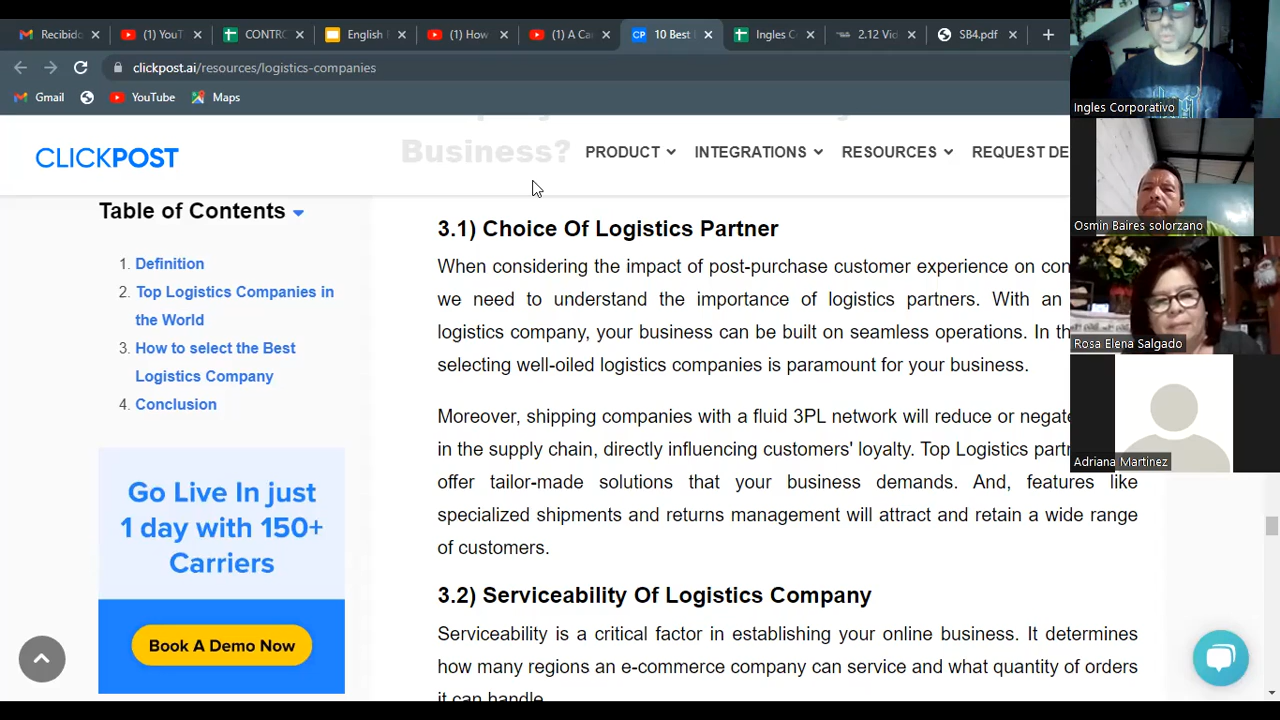 Recibido
(1) YouT
CONTRO
English
(1) How
(1) A Ca
10 Best
Ingles C
2.12 Vid
SB4.pdf
clickpost.ai/resources/logistics-companies
Gmail
YouTube
Maps
Business?
CLICKPOST
PRODUCT
INTEGRATIONS
RESOURCES
REQUEST DE
Table of Contents
1. Definition
2. Top Logistics Companies in
the World
3. How to select the Best
Logistics Company
4. Conclusion
Go Live In just
1 day with 150+
Carriers
Book A Demo Now
3.1) Choice Of Logistics Partner
When considering the impact of post-purchase customer experience on con
we need to understand the importance of logistics partners. With an
logistics company, your business can be built on seamless operations. In th
selecting well-oiled logistics companies is paramount for your business.
Moreover, shipping companies with a fluid 3PL network will reduce or negate
in the supply chain, directly influencing customers' loyalty. Top Logistics part
offer tailor-made solutions that your business demands. And, features like
specialized shipments and returns management will attract and retain a wide range
of customers.
3.2) Serviceability Of Logistics Company
Serviceability is a critical factor in establishing your online business. It determines
how many regions an e-commerce company can service and what quantity of orders
it can handle
Ingles Corporativo
Osmin Baires solorzano
Rosa Elena Salgado
Adriana Martinez